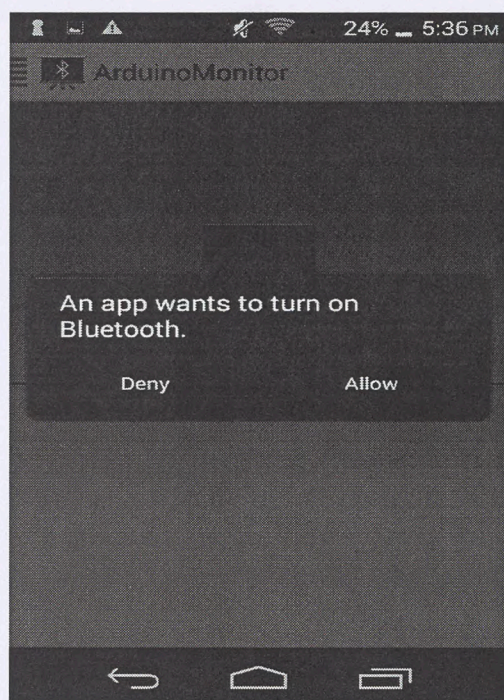 24% 5:36 PM
ArduinoMonitor
An app wants to turn on
Bluetooth.
Deny Allow